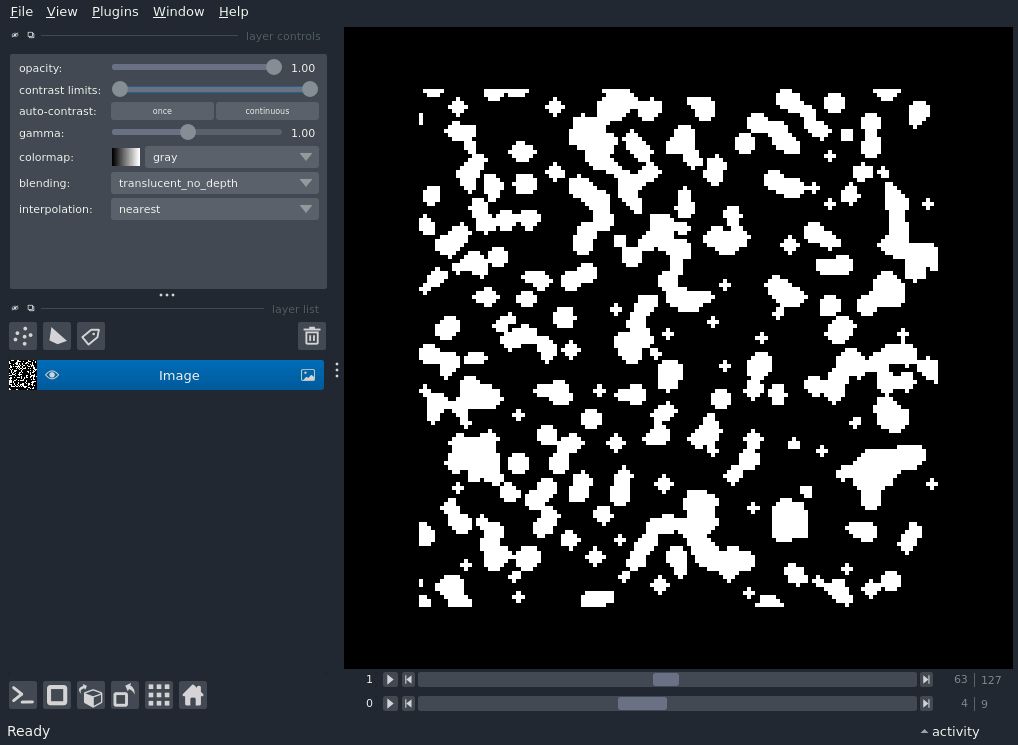 File View Plugins Window Help
layer controls
opacity: 1.00
contrast limits:
auto-contrast: once continuous
gamma: 1.00
colormap: gray
blending: translucent_no_depth
interpolation: nearest
layer list
Image
1 63 127
0 4 9
Ready activity